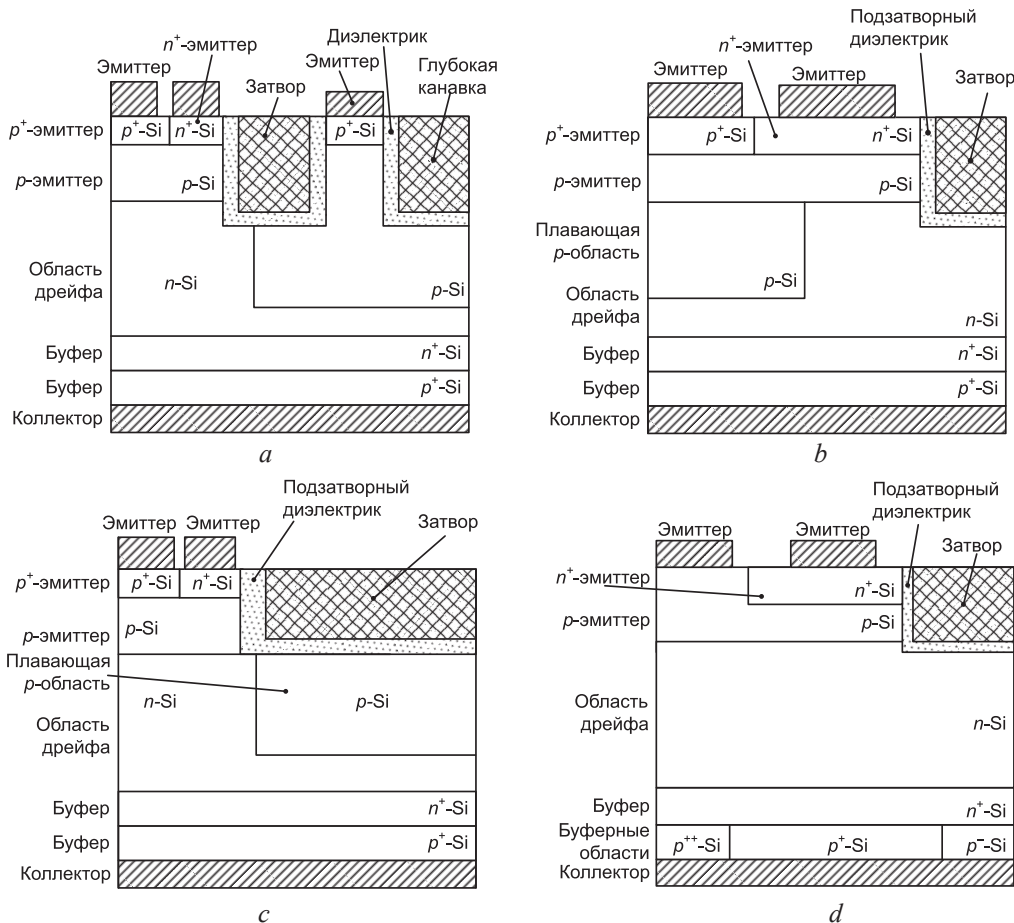 n⁺-эмиттер
Диэлектрик
Эмиттер
Эмиттер
Затвор
Глубокая
канавка
p⁺-эмиттер
p⁺-Si
n⁺-Si
p⁺-Si
p-эмиттер
p-Si
Область
дрейфа
n-Si
p-Si
Буфер
n⁺-Si
Буфер
p⁺-Si
Коллектор
a
Подзатворный
диэлектрик
n⁺-эмиттер
Эмиттер
Эмиттер
Затвор
p⁺-эмиттер
p⁺-Si
n⁺-Si
p-эмиттер
p-Si
Плавающая
p-область
p-Si
Область
дрейфа
n-Si
Буфер
n⁺-Si
Буфер
p⁺-Si
Коллектор
b
Подзатворный
диэлектрик
Эмиттер
Эмиттер
Затвор
p⁺-эмиттер
p⁺-Si
n⁺-Si
p-эмиттер
p-Si
Плавающая
p-область
n-Si
p-Si
Область
дрейфа
Буфер
n⁺-Si
Буфер
p⁺-Si
Коллектор
c
Подзатворный
диэлектрик
Эмиттер
Эмиттер
Затвор
n⁺-эмиттер
n⁺-Si
p-эмиттер
p-Si
Область
дрейфа
n-Si
Буфер
n⁺-Si
Буферные
области
p⁺⁺-Si
p⁺-Si
p⁻-Si
Коллектор
d